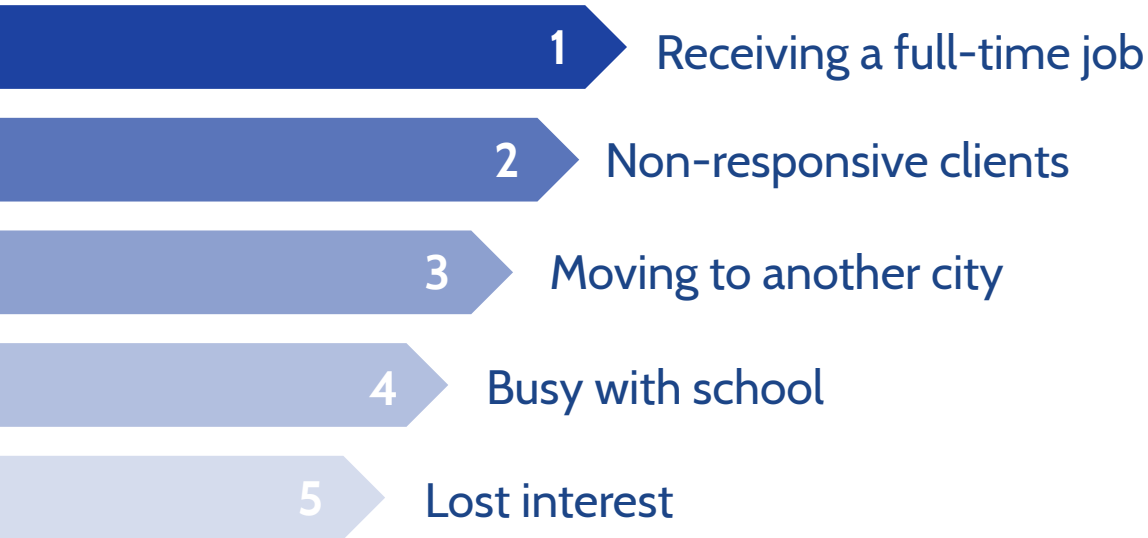 1 Receiving a full-time job
2 Non-responsive clients
3 Moving to another city
4 Busy with school
5 Lost interest